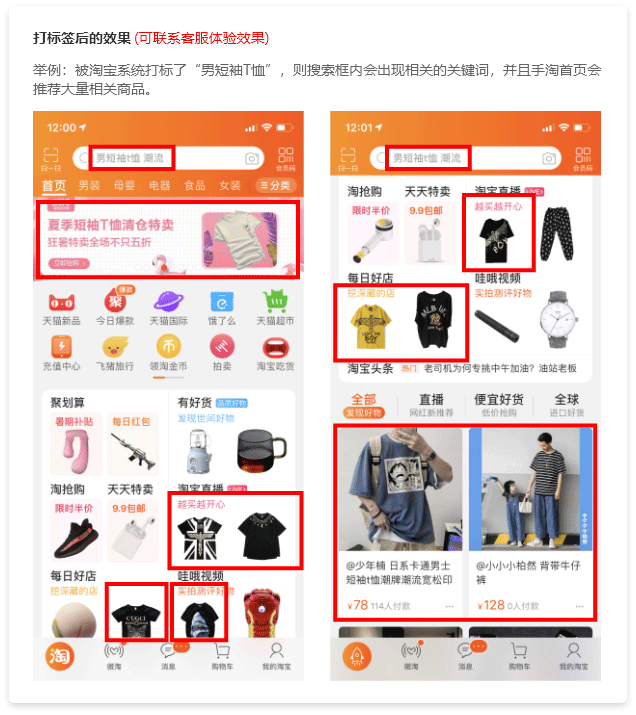 打标签后的效果 (可联系客服体验效果)
举例：被淘宝系统打标了“男短袖T恤”，则搜索框内会出现相关的关键词，并且手淘首页会
推荐大量相关商品。
12:00
扫一扫
男短袖t恤 潮流
会员码
首页 男装 母婴 电器 食品 女装 分类
夏季短袖T恤清仓特卖
狂暑特卖全场不只五折
立即抢购
爆款
聚
天猫新品 今日爆款 天猫国际 饿了么 天猫超市
充值中心 飞猪旅行 领淘金币 拍卖 淘宝吃货
聚划算 有好货 品质好物
暑期补贴 每日红包 发现世间好物
淘抢购 天天特卖 淘宝直播 LIVE
限时半价 9.9包邮 越买越开心
每日好店 哇哦视频
挖深藏的店 实拍测评好物
GUCCI
淘
微淘 消息 购物车 我的淘宝
12:01
扫一扫
男短袖t恤 潮流
会员码
淘抢购 天天特卖 淘宝直播 LIVE
限时半价 9.9包邮 越买越开心
每日好店 哇哦视频
挖深藏的店 实拍测评好物
淘宝头条 热门 老司机为何专挑中午加油？油站老板
全部 直播 便宜好货 全球
发现好物 网红新推荐 低价抢购 进口好货
@少年楠 日系卡通男士
短袖t恤潮牌潮流宽松印
¥78 114人付款
@小小小柏然 背带牛仔
裤
¥128 0人付款
微淘 消息 购物车 我的淘宝